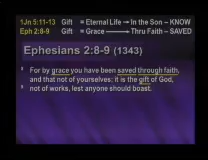 1Jn 5:11-13 Gift = Eternal Life → In the Son – KNOW
Eph 2:8-9 Gift = Grace → Thru Faith – SAVED
Ephesians 2:8-9 (1343)
8 For by grace you have been saved through faith,
and that not of yourselves; it is the gift of God,
9 not of works, lest anyone should boast.